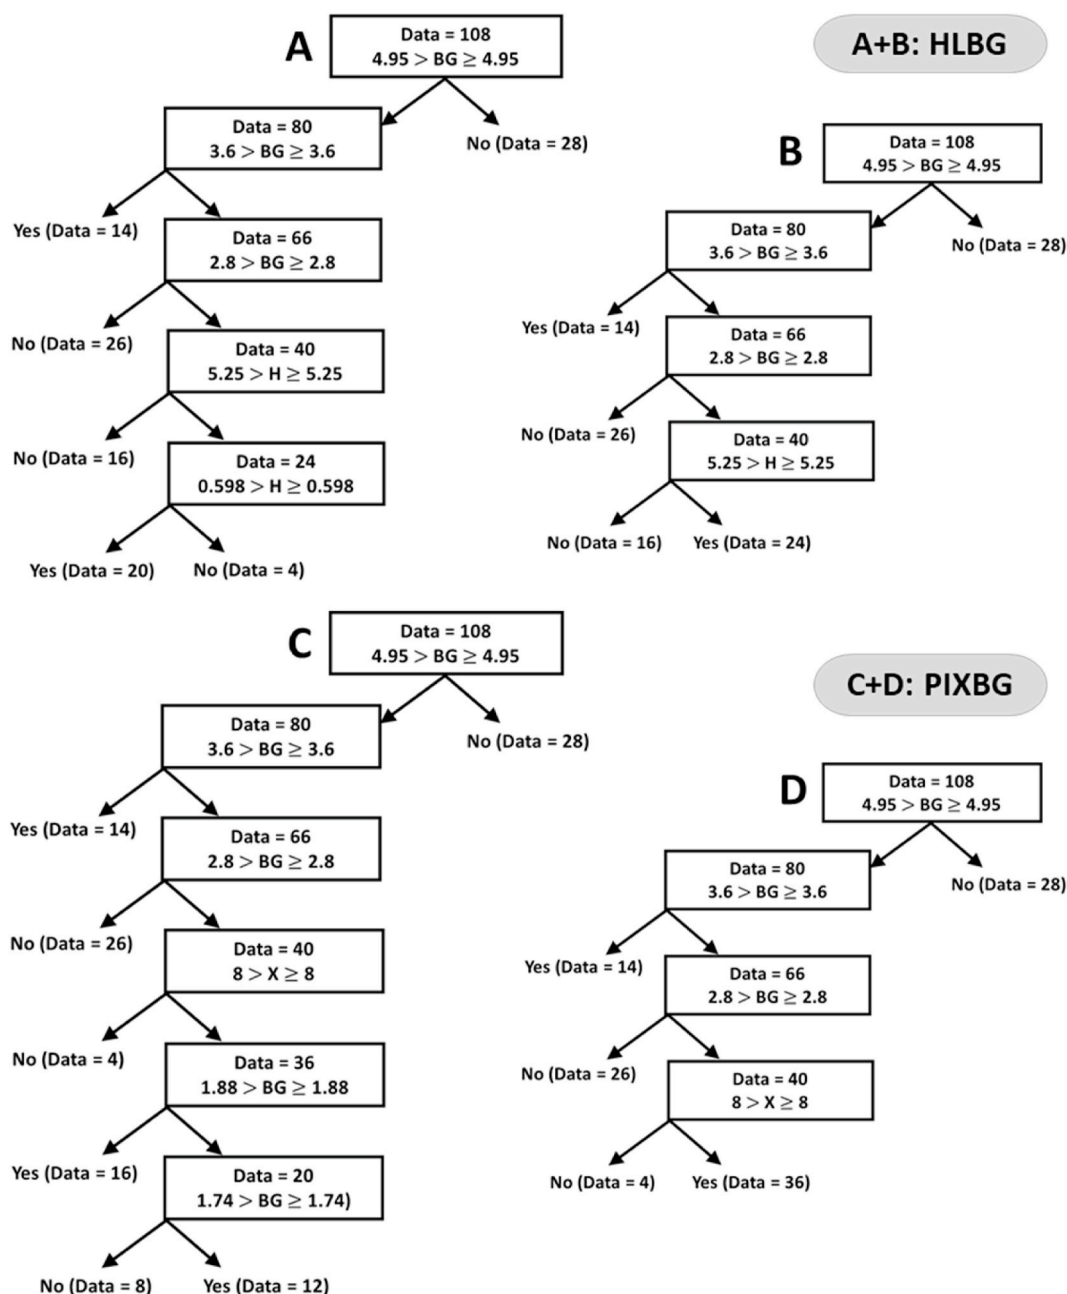 A
Data = 108
4.95 > BG ≥ 4.95
Data = 80
3.6 > BG ≥ 3.6
No (Data = 28)
Yes (Data = 14)
Data = 66
2.8 > BG ≥ 2.8
No (Data = 26)
Data = 40
5.25 > H ≥ 5.25
No (Data = 16)
Data = 24
0.598 > H ≥ 0.598
Yes (Data = 20)
No (Data = 4)
A+B: HLBG
B
Data = 108
4.95 > BG ≥ 4.95
Data = 80
3.6 > BG ≥ 3.6
No (Data = 28)
Yes (Data = 14)
Data = 66
2.8 > BG ≥ 2.8
No (Data = 26)
Data = 40
5.25 > H ≥ 5.25
No (Data = 16)
Yes (Data = 24)
C
Data = 108
4.95 > BG ≥ 4.95
Data = 80
3.6 > BG ≥ 3.6
No (Data = 28)
Yes (Data = 14)
Data = 66
2.8 > BG ≥ 2.8
No (Data = 26)
Data = 40
8 > X ≥ 8
No (Data = 4)
Data = 36
1.88 > BG ≥ 1.88
Yes (Data = 16)
Data = 20
1.74 > BG ≥ 1.74)
No (Data = 8)
Yes (Data = 12)
C+D: PIXBG
D
Data = 108
4.95 > BG ≥ 4.95
Data = 80
3.6 > BG ≥ 3.6
No (Data = 28)
Yes (Data = 14)
Data = 66
2.8 > BG ≥ 2.8
No (Data = 26)
Data = 40
8 > X ≥ 8
No (Data = 4)
Yes (Data = 36)